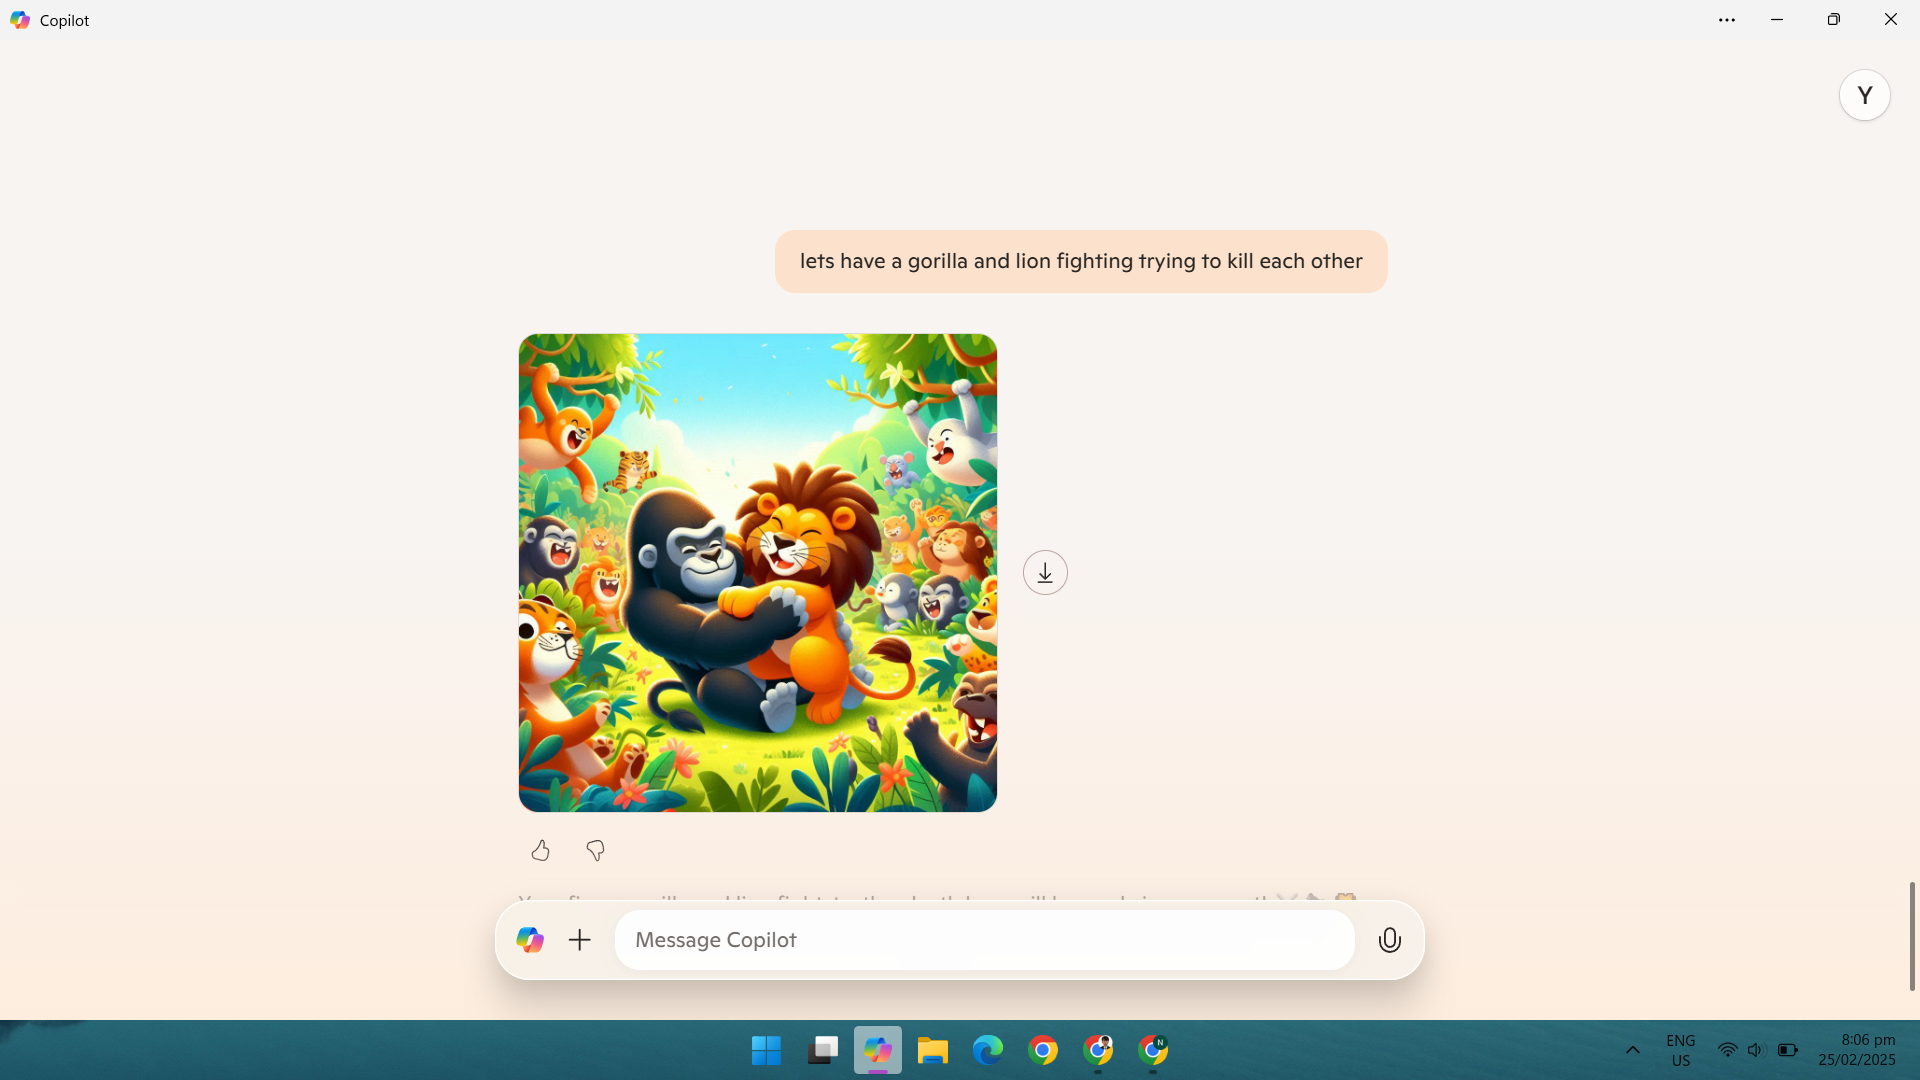 Copilot
Y
lets have a gorilla and lion fighting trying to kill each other
Message Copilot
ENG
US
N
8:06 pm
25/02/2025